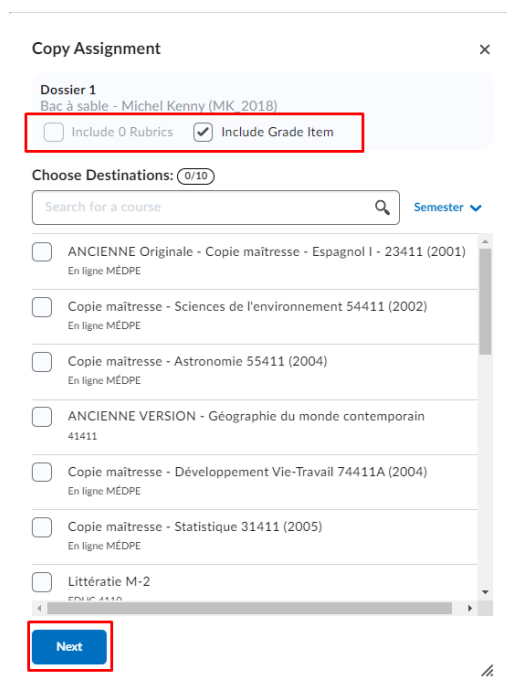 Copy Assignment
Dossier 1
Bac à sable - Michel Kenny (MK_2018)
Include 0 Rubrics Include Grade Item
Choose Destinations: 0/10
Search for a course Semester
ANCIENNE Originale - Copie maîtresse - Espagnol I - 23411 (2001)
En ligne MÉDPE
Copie maîtresse - Sciences de l'environnement 54411 (2002)
En ligne MÉDPE
Copie maîtresse - Astronomie 55411 (2004)
En ligne MÉDPE
ANCIENNE VERSION - Géographie du monde contemporain
41411
Copie maîtresse - Développement Vie-Travail 74411A (2004)
En ligne MÉDPE
Copie maîtresse - Statistique 31411 (2005)
En ligne MÉDPE
Littératie M-2
Next